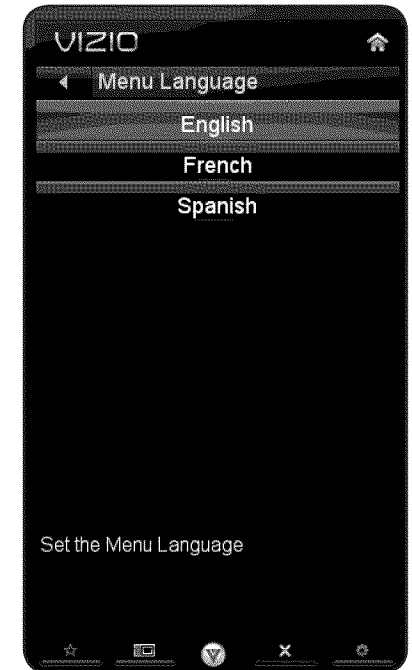 VIZIO
Menu Language
English
French
Spanish
Set the Menu Language